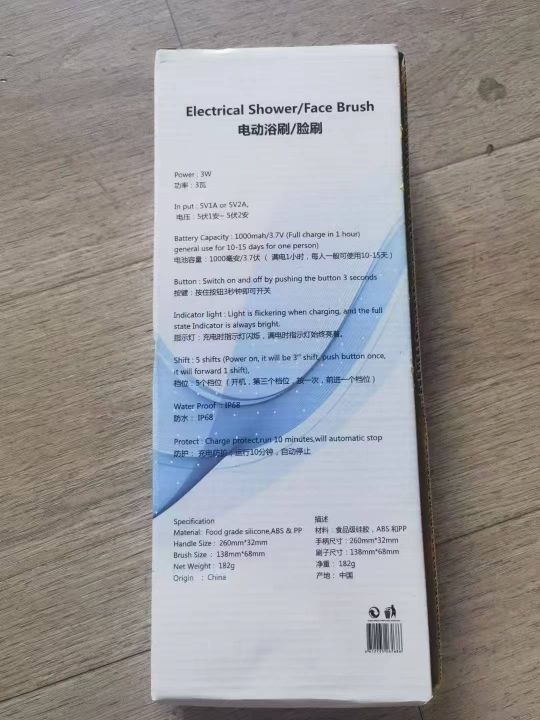 Electrical Shower/Face Brush
电动浴刷/脸刷
Power : 3W
功率 : 3瓦
In put : 5V1A or 5V2A,
电压 : 5伏1安~ 5伏2安
Battery Capacity : 1000mah/3.7V (Full charge in 1 hour)
general use for 10-15 days for one person)
电池容量 : 1000毫安/3.7伏（ 满电1小时，每人一般可使用10-15天）
Button : Switch on and off by pushing the button 3 seconds
按健 : 按住按钮3秒钟即可开关
Indicator light : Light is flickering when charging, and the full
state Indicator is always bright.
指示灯 : 充电时指示灯闪烁，满电时指示灯始终亮着。
Shift : 5 shifts (Power on, it will be 3" shift, push button once,
it will forward 1 shift),
档位 : 5个档位 （ 开机，第三个档位，按一次，前进一个档位）
Water Proof : IP68
防水 : IP68
Protect : Charge protect,run 10 minutes,will automatic stop
防护 : 充电防护；运行10分钟，自动停止
Specification 描述
Material: Food grade silicone,ABS & PP 材料 : 食品级硅胶，ABS 和PP
Handle Size : 260mm*32mm 手柄尺寸 : 260mm*32mm
Brush Size : 138mm*68mm 刷子尺寸 : 138mm*68mm
Net Weight : 182g 净重 : 182g
Origin : China 产地 : 中国